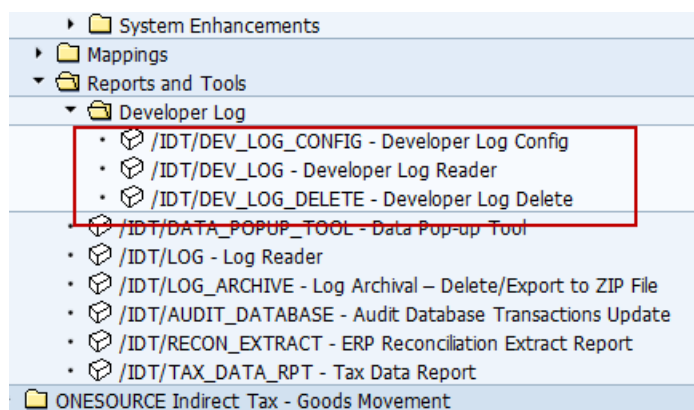 System Enhancements
Mappings
Reports and Tools
Developer Log
/IDT/DEV_LOG_CONFIG - Developer Log Config
/IDT/DEV_LOG - Developer Log Reader
/IDT/DEV_LOG_DELETE - Developer Log Delete
/IDT/DATA_POPUP_TOOL - Data Pop-up Tool
/IDT/LOG - Log Reader
/IDT/LOG_ARCHIVE - Log Archival – Delete/Export to ZIP File
/IDT/AUDIT_DATABASE - Audit Database Transactions Update
/IDT/RECON_EXTRACT - ERP Reconciliation Extract Report
/IDT/TAX_DATA_RPT - Tax Data Report
ONESOURCE Indirect Tax - Goods Movement